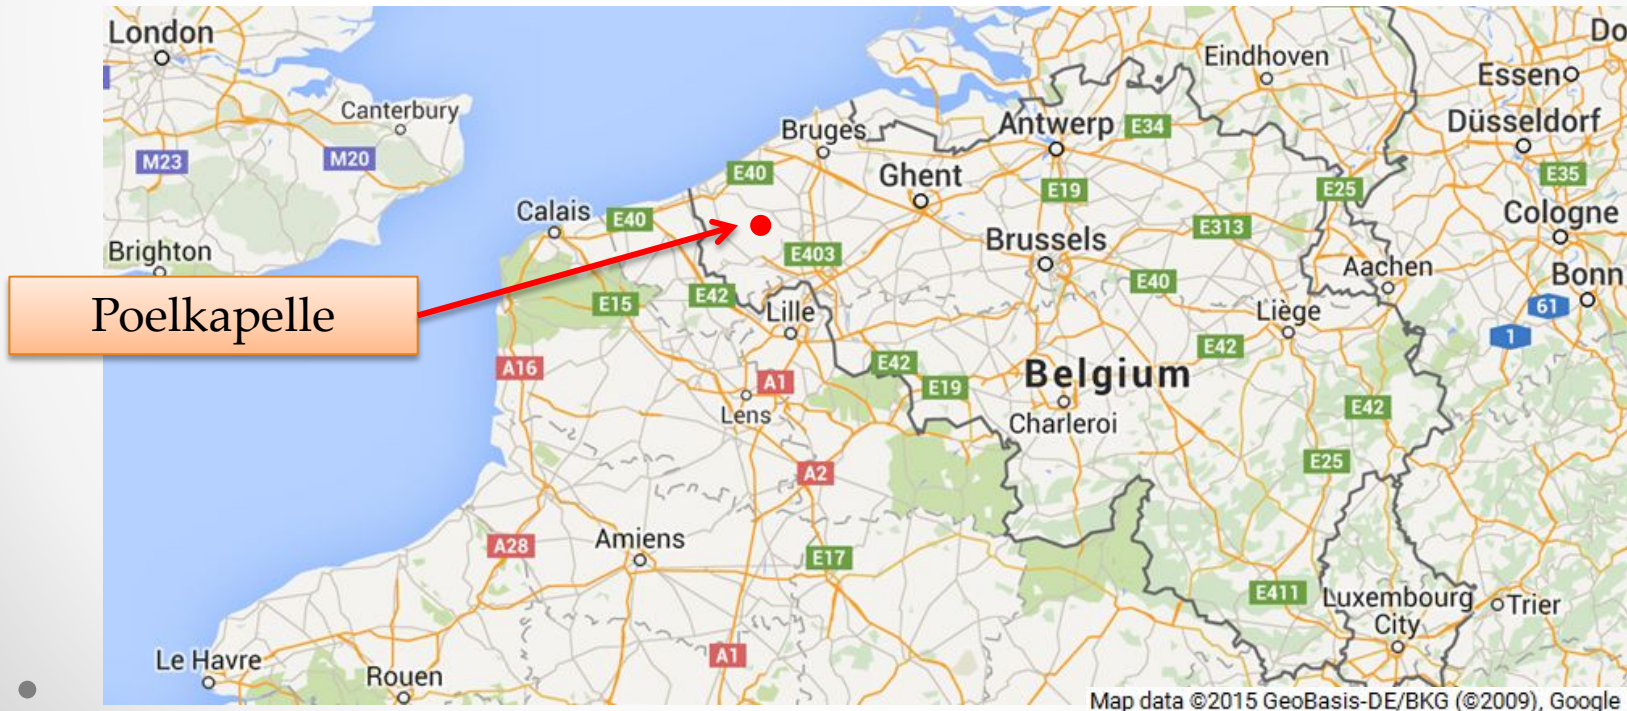 London
Do
Eindhoven
Essen
Canterbury
Bruges
Antwerp
E34
Düsseldorf
M23
M20
E40
Ghent
E19
E25
E35
Calais
E40
E313
Cologne
Brighton
E403
Brussels
Aachen
Bonn
Poelkapelle
E15
E42
Lille
E40
Liège
61
1
A16
A1
E42
E19
Belgium
E42
Lens
Charleroi
E42
A2
E25
Amiens
A28
E17
E411
Luxembourg
City
Trier
Le Havre
Rouen
A1
Map data ©2015 GeoBasis-DE/BKG (©2009), Google